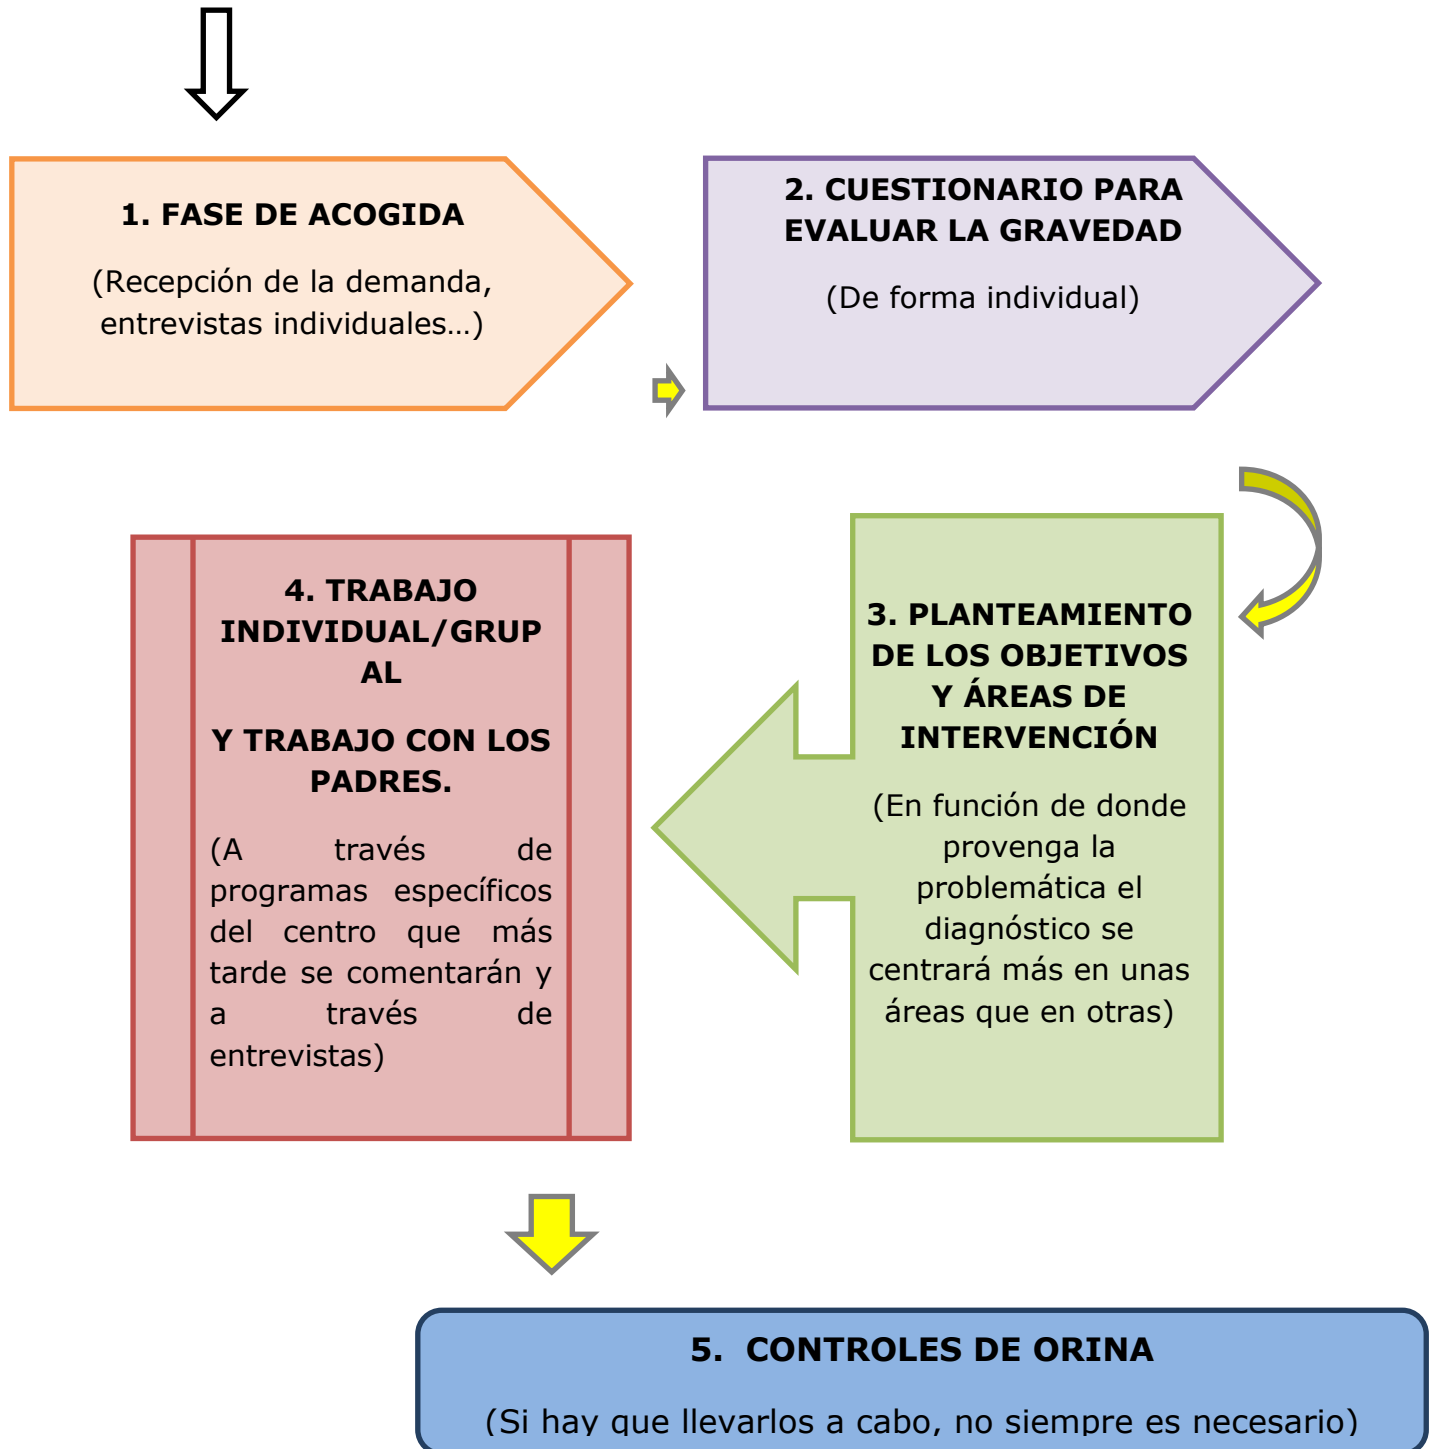 1. FASE DE ACOGIDA
(Recepción de la demanda,
entrevistas individuales…)
2. CUESTIONARIO PARA
EVALUAR LA GRAVEDAD
(De forma individual)
3. PLANTEAMIENTO
DE LOS OBJETIVOS
Y ÁREAS DE
INTERVENCIÓN
(En función de donde
provenga la
problemática el
diagnóstico se
centrará más en unas
áreas que en otras)
4. TRABAJO
INDIVIDUAL/GRUP
AL
Y TRABAJO CON LOS
PADRES.
(A través de
programas específicos
del centro que más
tarde se comentarán y
a través de
entrevistas)
5. CONTROLES DE ORINA
(Si hay que llevarlos a cabo, no siempre es necesario)